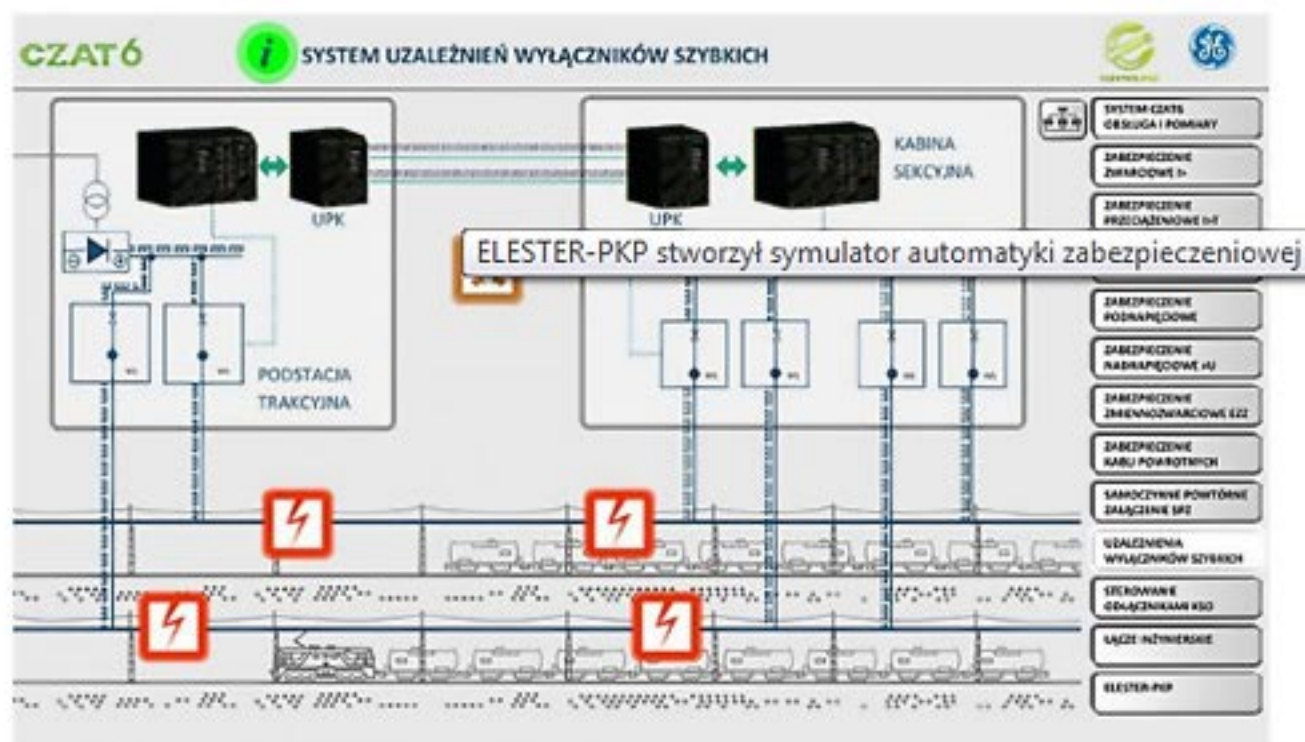 CZAT6
i
SYSTEM UZALEŻNIEŃ WYŁĄCZNIKÓW SZYBKICH
KABINA
SEKCYJNA
UPK
UPK
ELESTER-PKP stworzył symulator automatyki zabezpieczeniowej
PODSTACJA
TRAKCYJNA
SYSTEM CZAT6
OBSŁUGA I POMIARY
ZABEZPIECZENIE
ZWARCIOWE I>
ZABEZPIECZENIE
PRZECIĄŻENIOWE
ZABEZPIECZENIE
PODNAPIĘCIOWE
ZABEZPIECZENIE
NADNAPIĘCIOWE >U
ZABEZPIECZENIE
ZIEMNOZWARCIOWE EZZ
ZABEZPIECZENIE
KABLI POWROTNYCH
SAMOCZYNNE POWTÓRNE
ZAŁĄCZENIE SPZ
UZALEŻNIENIA
WYŁĄCZNIKÓW SZYBKICH
STEROWANIE
ODŁĄCZNIKAMI KSO
ŁĄCZE INŻYNIERSKIE
ELESTER-PKP